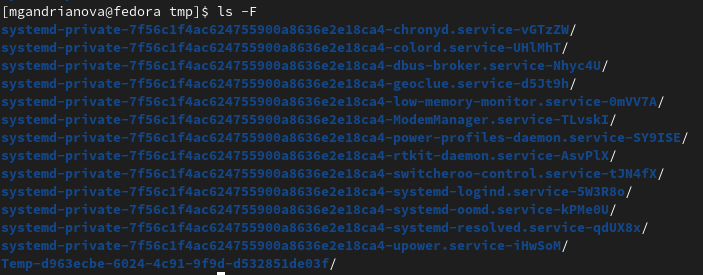 [mgandrianova@fedora tmp]$ ls -F
systemd-private-7f56c1f4ac624755900a8636e2e18ca4-chronyd.service-vGTzZW/
systemd-private-7f56c1f4ac624755900a8636e2e18ca4-colord.service-UHlMhT/
systemd-private-7f56c1f4ac624755900a8636e2e18ca4-dbus-broker.service-Nhyc4U/
systemd-private-7f56c1f4ac624755900a8636e2e18ca4-geoclue.service-d5Jt9h/
systemd-private-7f56c1f4ac624755900a8636e2e18ca4-low-memory-monitor.service-0mVV7A/
systemd-private-7f56c1f4ac624755900a8636e2e18ca4-ModemManager.service-TLvskI/
systemd-private-7f56c1f4ac624755900a8636e2e18ca4-power-profiles-daemon.service-SY9ISE/
systemd-private-7f56c1f4ac624755900a8636e2e18ca4-rtkit-daemon.service-AsvPlX/
systemd-private-7f56c1f4ac624755900a8636e2e18ca4-switcheroo-control.service-tJN4fX/
systemd-private-7f56c1f4ac624755900a8636e2e18ca4-systemd-logind.service-5W3R8o/
systemd-private-7f56c1f4ac624755900a8636e2e18ca4-systemd-oomd.service-kPMe0U/
systemd-private-7f56c1f4ac624755900a8636e2e18ca4-systemd-resolved.service-qdUX8x/
systemd-private-7f56c1f4ac624755900a8636e2e18ca4-upower.service-iHwSoM/
Temp-d963ecbe-6024-4c91-9f9d-d532851de03f/